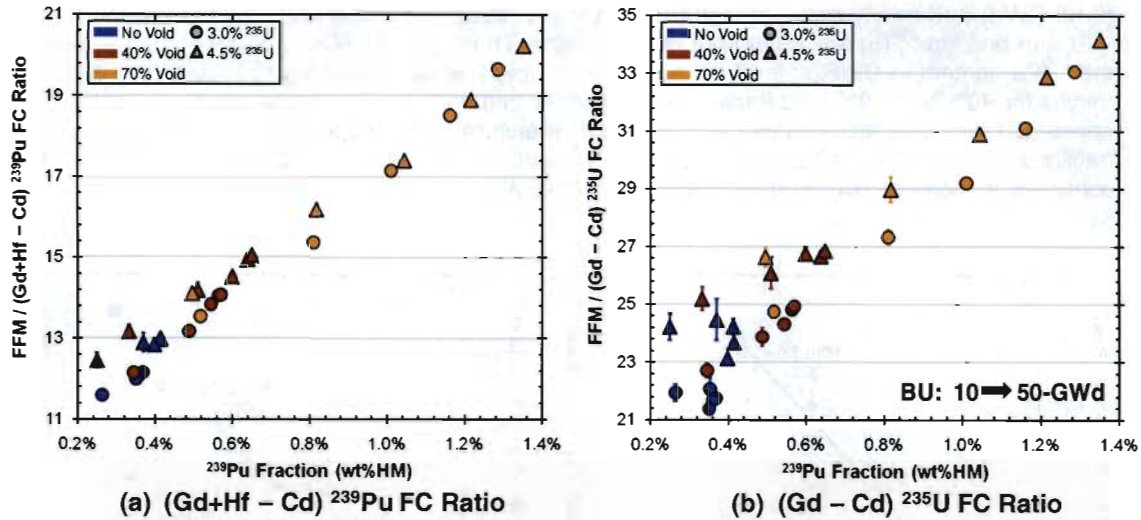 No Void
40% Void
70% Void
3.0% ²³⁵U
4.5% ²³⁵U
21
19
17
15
13
11
FFM / (Gd+Hf – Cd) ²³⁹Pu FC Ratio
0.2% 0.4% 0.6% 0.8% 1.0% 1.2% 1.4%
²³⁹Pu Fraction (wt%HM)
(a) (Gd+Hf – Cd) ²³⁹Pu FC Ratio
No Void
40% Void
70% Void
3.0% ²³⁵U
4.5% ²³⁵U
35
33
31
29
27
25
23
21
FFM / (Gd – Cd) ²³⁵U FC Ratio
BU: 10 ➡ 50-GWd
0.2% 0.4% 0.6% 0.8% 1.0% 1.2% 1.4%
²³⁹Pu Fraction (wt%HM)
(b) (Gd – Cd) ²³⁵U FC Ratio